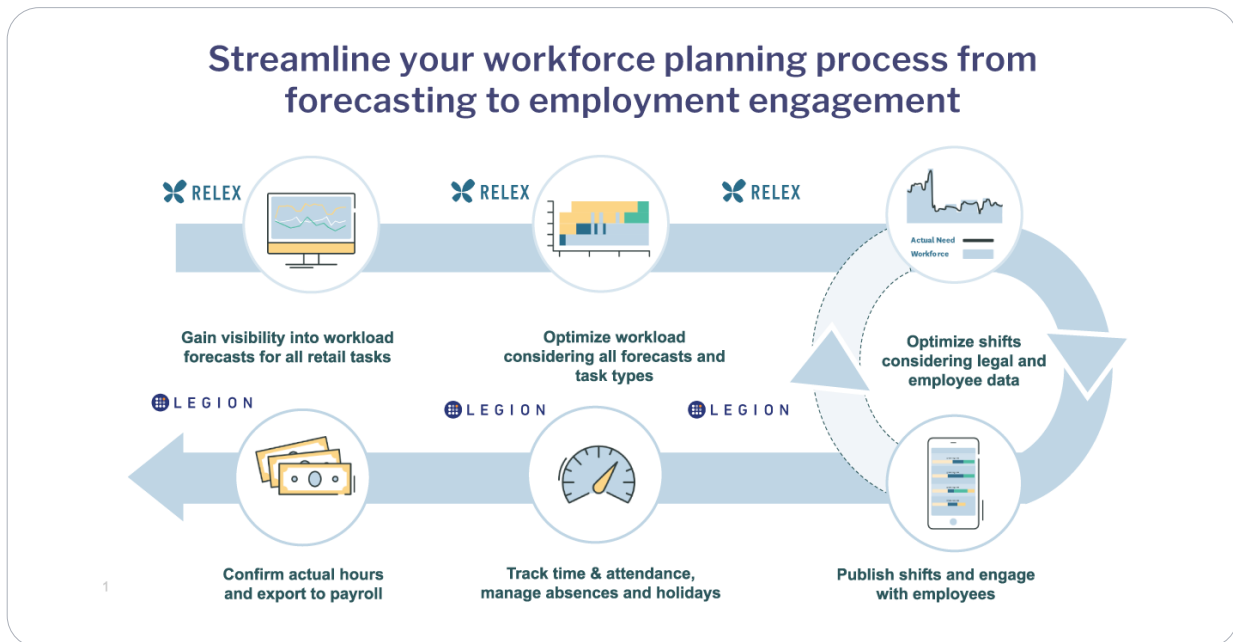 Streamline your workforce planning process from
forecasting to employment engagement
RELEX
RELEX
RELEX
Actual Need
Workforce
Gain visibility into workload
forecasts for all retail tasks
Optimize workload
considering all forecasts and
task types
Optimize shifts
considering legal and
employee data
LEGION
LEGION
LEGION
Confirm actual hours
and export to payroll
Track time & attendance,
manage absences and holidays
Publish shifts and engage
with employees
1